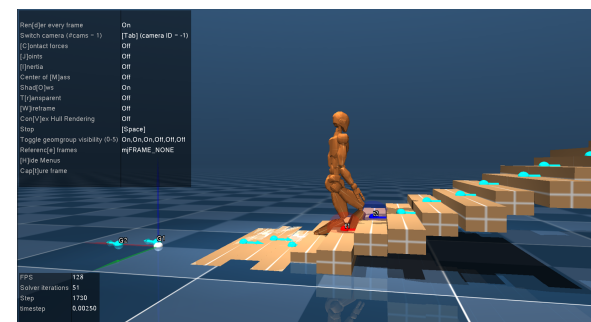 Ren[d]er every frame On
Switch camera (#cams = 1) [Tab] (camera ID = -1)
[C]ontact forces Off
[J]oints Off
[I]nertia Off
Center of [M]ass Off
Shad[O]ws On
T[r]ansparent Off
[W]ireframe Off
Con[V]ex Hull Rendering Off
Stop [Space]
Toggle geomgroup visibility (0-5) On,On,On,Off,Off,Off
Referenc[e] frames mjFRAME_NONE
[H]ide Menus
Cap[t]ure frame
FPS 128
Solver iterations 51
Step 1730
timestep 0.00250